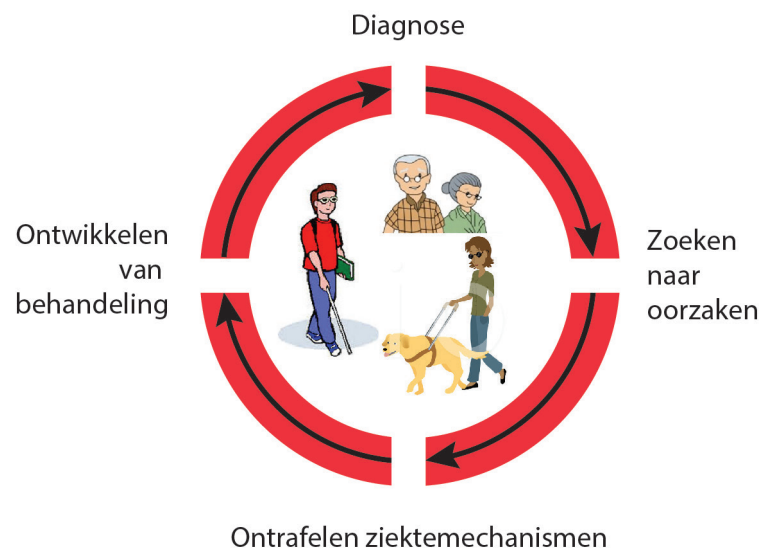 Diagnose
Zoeken
naar
oorzaken
Ontrafelen ziektemechanismen
Ontwikkelen
van
behandeling